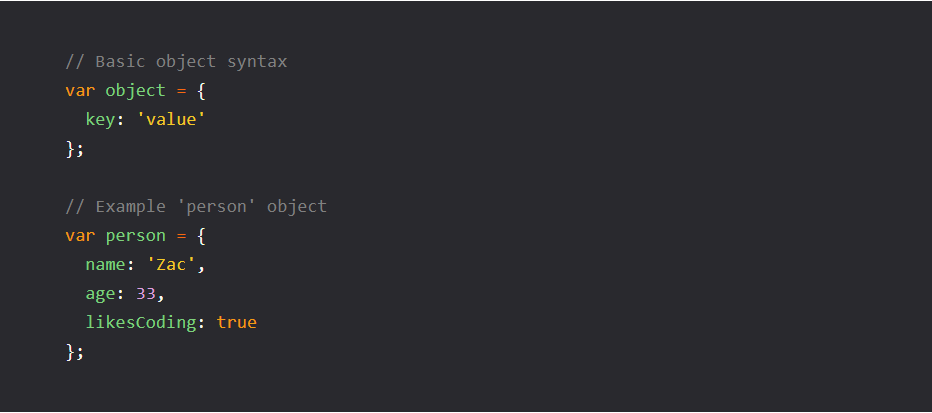 // Basic object syntax
var object = {
  key: 'value'
};
// Example 'person' object
var person = {
  name: 'Zac',
  age: 33,
  likesCoding: true
};